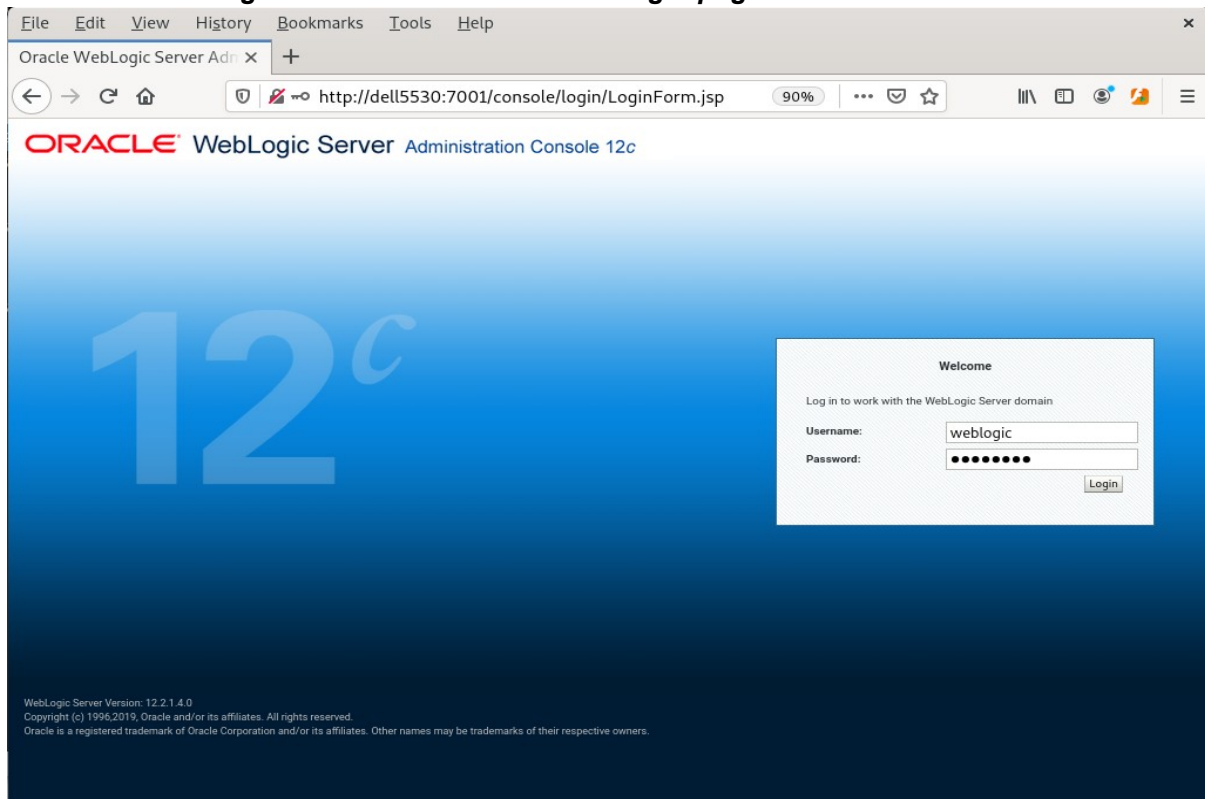 File Edit View History Bookmarks Tools Help
Oracle WebLogic Server Adn
http://dell5530:7001/console/login/LoginForm.jsp 90%
ORACLE WebLogic Server Administration Console 12c
12c
Welcome
Log in to work with the WebLogic Server domain
Username: weblogic
Password: ●●●●●●●●
Login
WebLogic Server Version: 12.2.1.4.0
Copyright (c) 1996,2019, Oracle and/or its affiliates. All rights reserved.
Oracle is a registered trademark of Oracle Corporation and/or its affiliates. Other names may be trademarks of their respective owners.